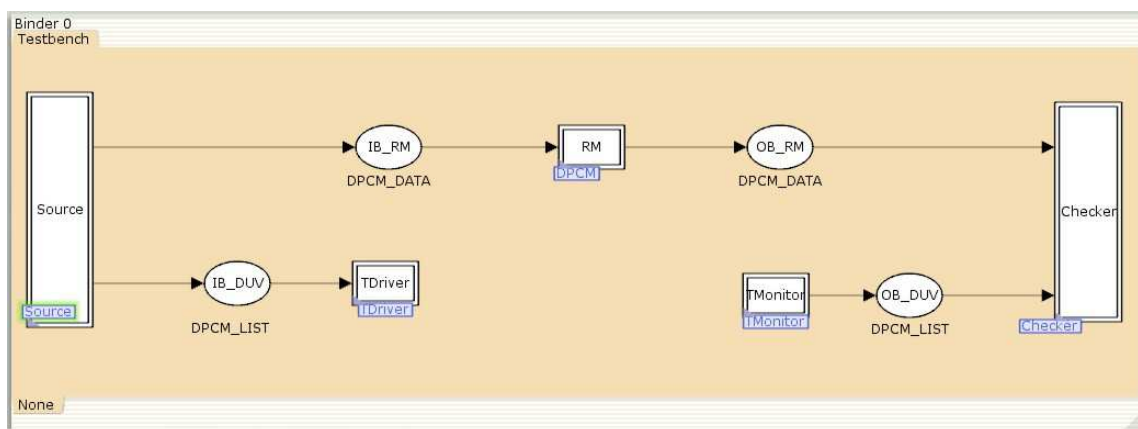 Binder 0
Testbench
IB_RM
RM
OB_RM
DPCM
DPCM_DATA
DPCM_DATA
Source
Checker
IB_DUV
TDriver
TMonitor
OB_DUV
Source
TDriver
TMonitor
Checker
DPCM_LIST
DPCM_LIST
None